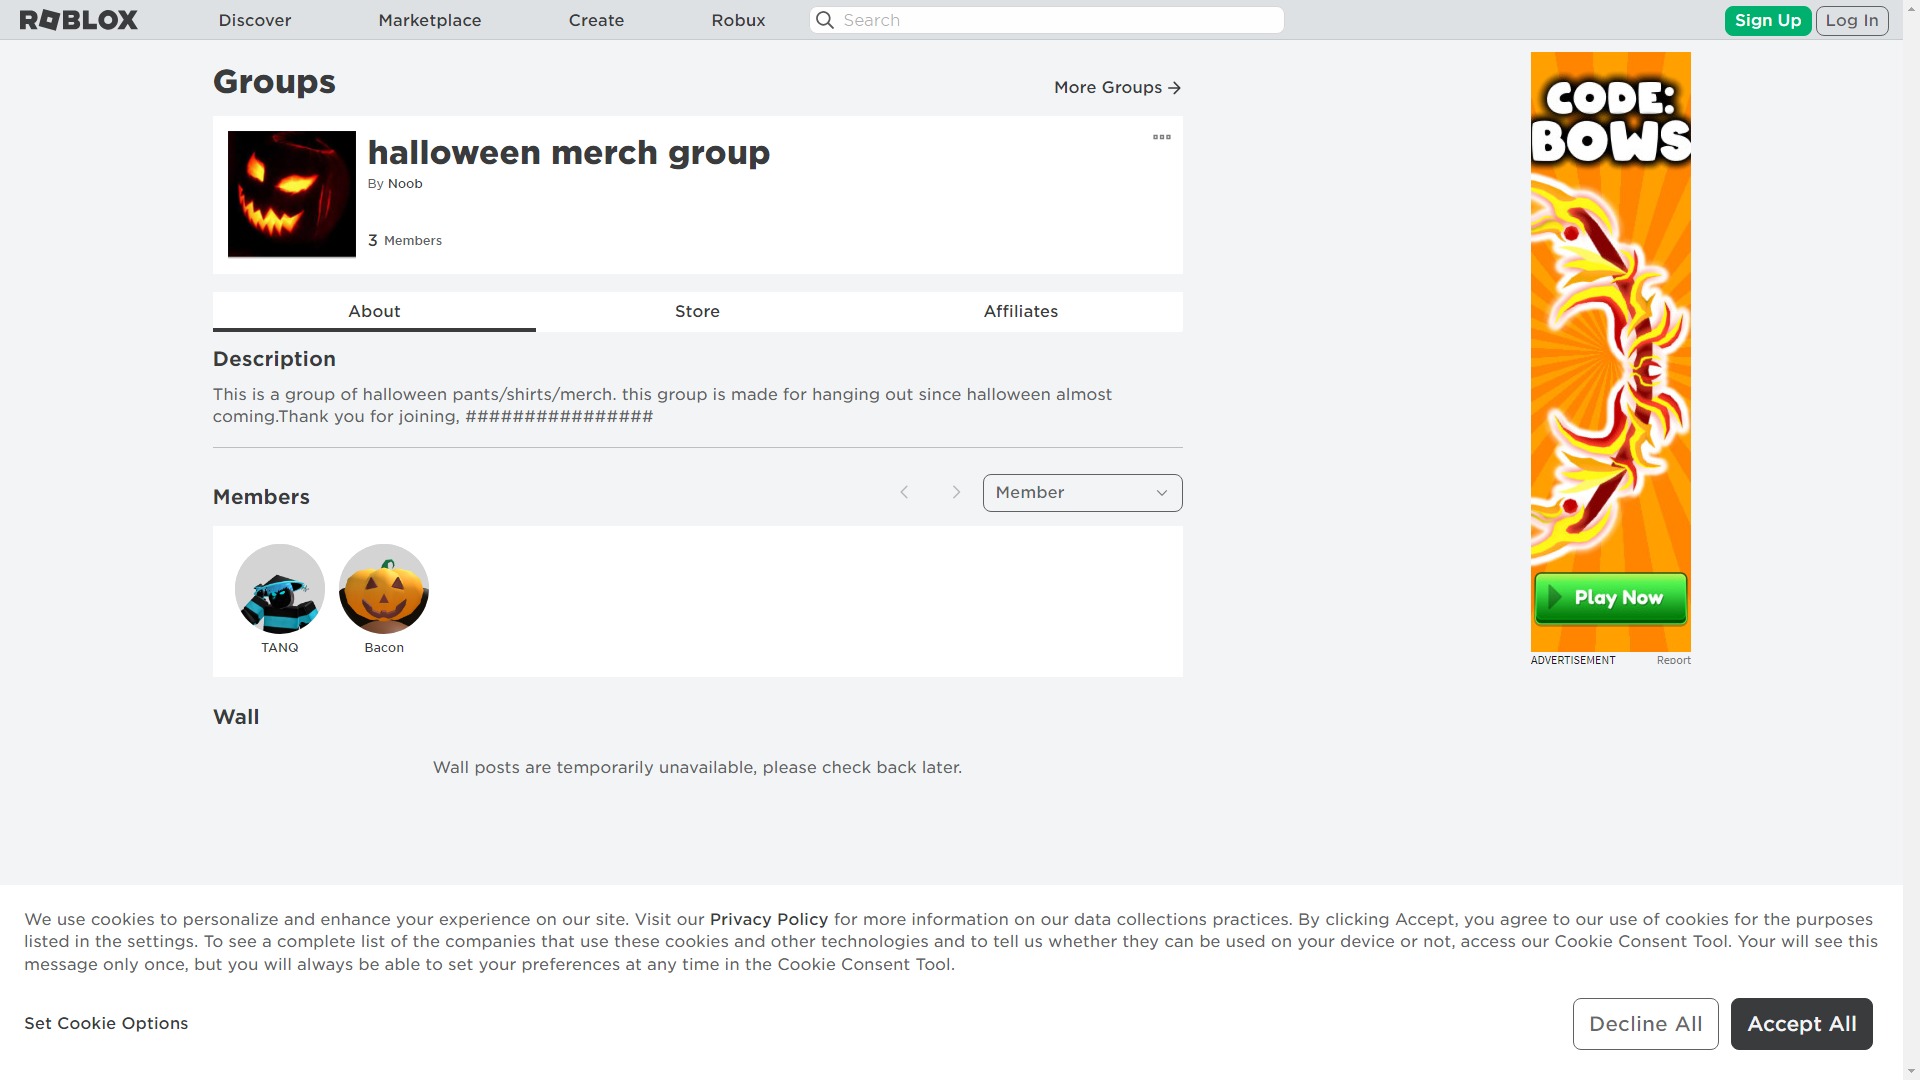 ROBLOX Discover Marketplace Create Robux Search Sign Up Log In
Groups
More Groups
halloween merch group
By Noob
3 Members
About Store Affiliates
Description
This is a group of halloween pants/shirts/merch. this group is made for hanging out since halloween almost
coming.Thank you for joining, ################
Members
Member
TANQ Bacon
Wall
Wall posts are temporarily unavailable, please check back later.
CODE:
BOWS
Play Now
ADVERTISEMENT Report
We use cookies to personalize and enhance your experience on our site. Visit our Privacy Policy for more information on our data collections practices. By clicking Accept, you agree to our use of cookies for the purposes
listed in the settings. To see a complete list of the companies that use these cookies and other technologies and to tell us whether they can be used on your device or not, access our Cookie Consent Tool. Your will see this
message only once, but you will always be able to set your preferences at any time in the Cookie Consent Tool.
Set Cookie Options
Decline All Accept All